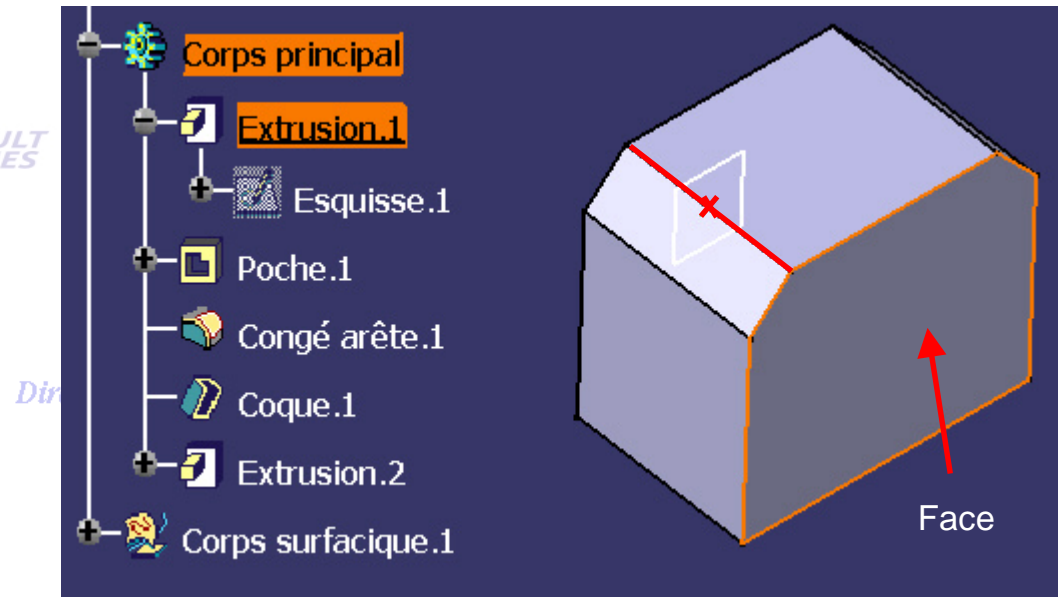 Corps principal
Extrusion.1
Esquisse.1
Poche.1
Congé arête.1
Coque.1
Extrusion.2
Corps surfacique.1
Face